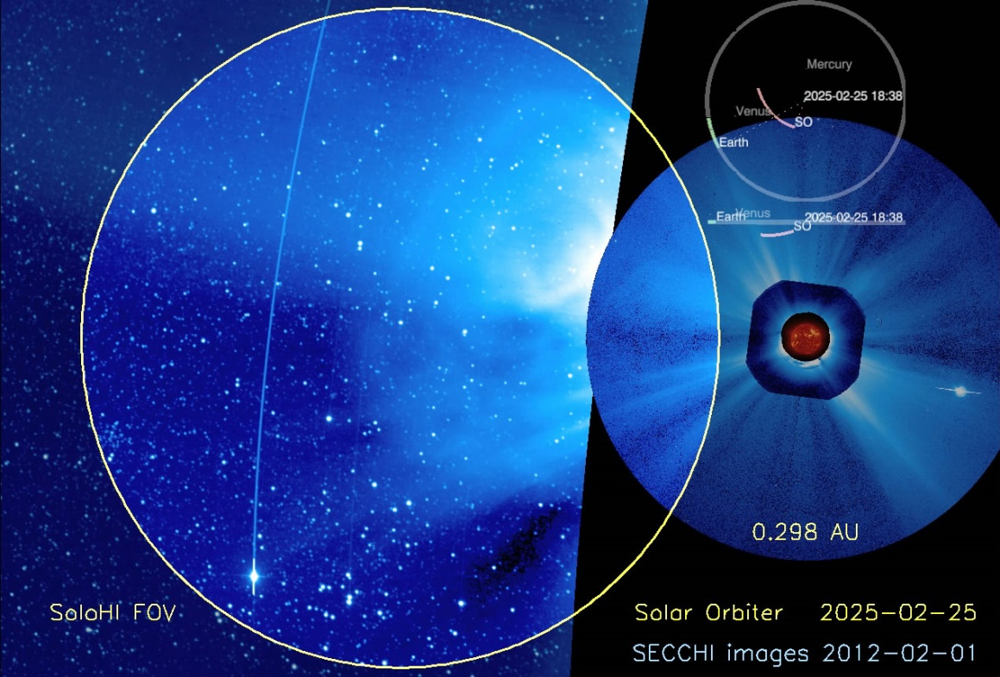 Mercury
2025-02-25 18:38
Venus
SO
Earth
Venus
Earth
2025-02-25 18:38
SO
0.298 AU
SoloHI FOV
Solar Orbiter 2025-02-25
SECCHI images 2012-02-01